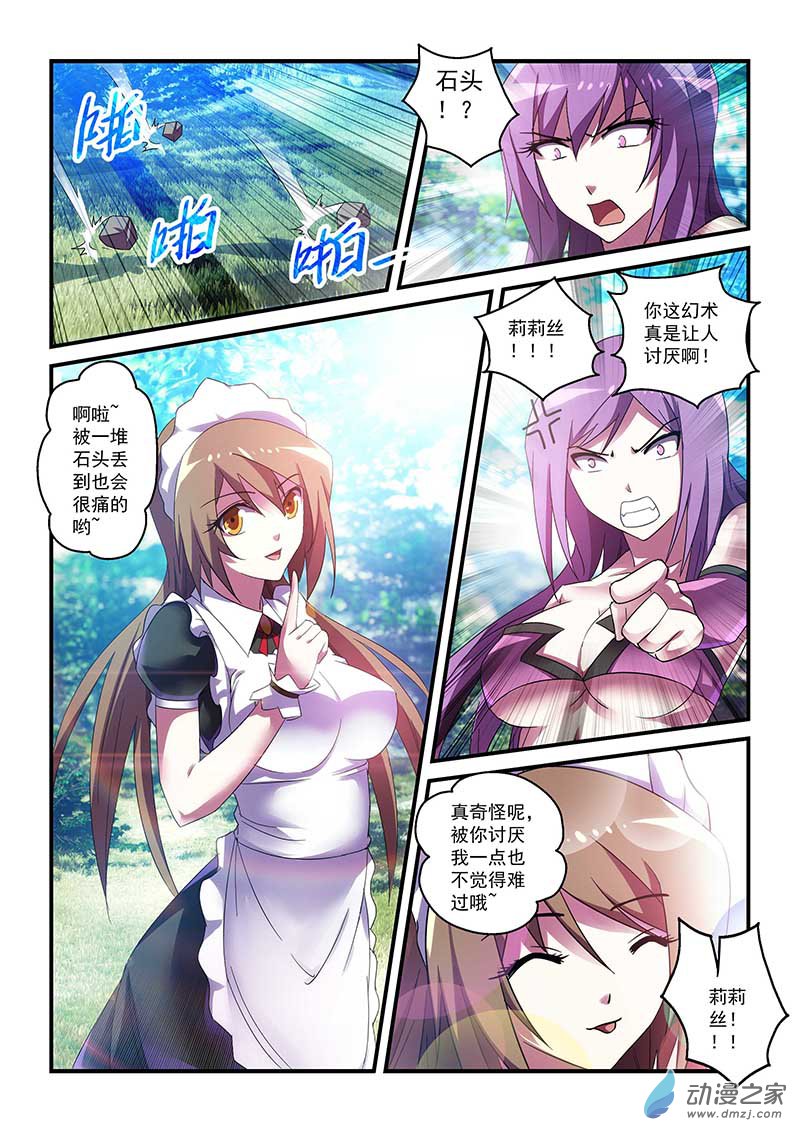 啪
啪
啪
石头
！？
莉莉丝
！！！
你这幻术
真是让人
讨厌啊！
啊啦~
被一堆
石头丢
到也会
很痛的
哟~
真奇怪呢，
被你讨厌
我一点也
不觉得难
过哦~
莉莉
丝！
！！
动漫之家
www.dmzj.com